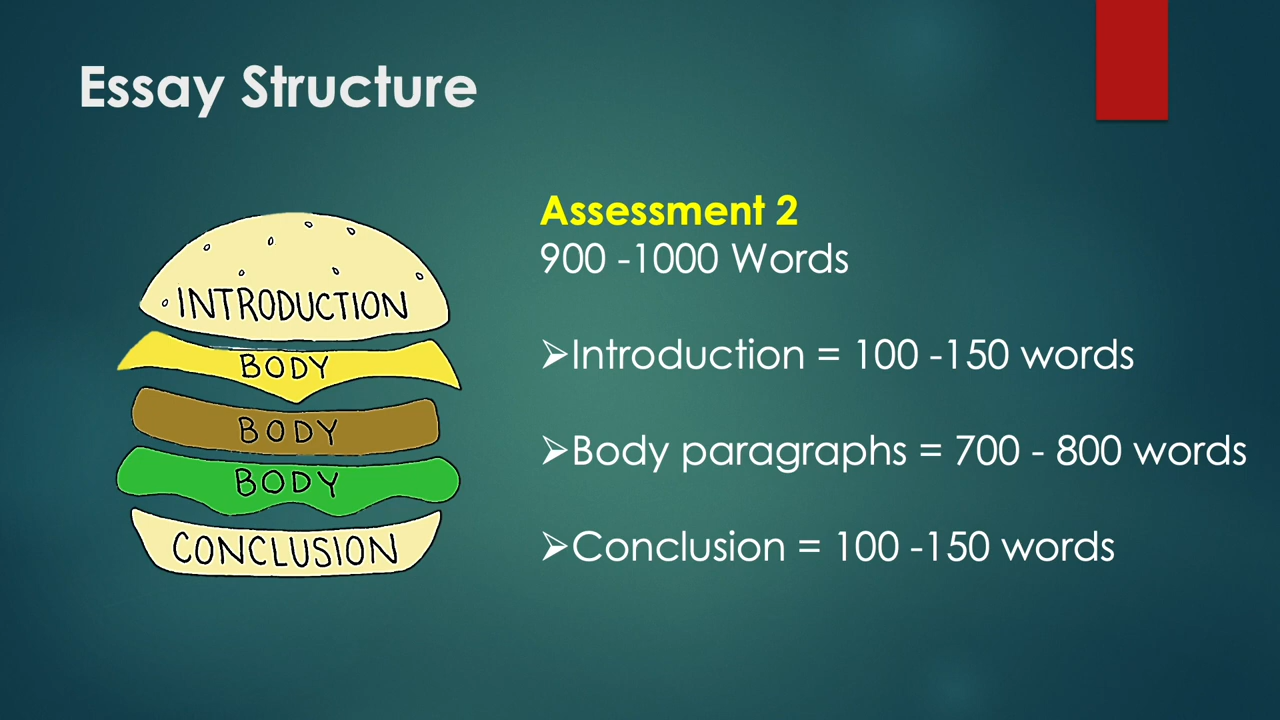 Essay Structure
INTRODUCTION
BODY
BODY
BODY
CONCLUSION
Assessment 2
900 -1000 Words
➢Introduction = 100 -150 words
➢Body paragraphs = 700 - 800 words
➢Conclusion = 100 -150 words